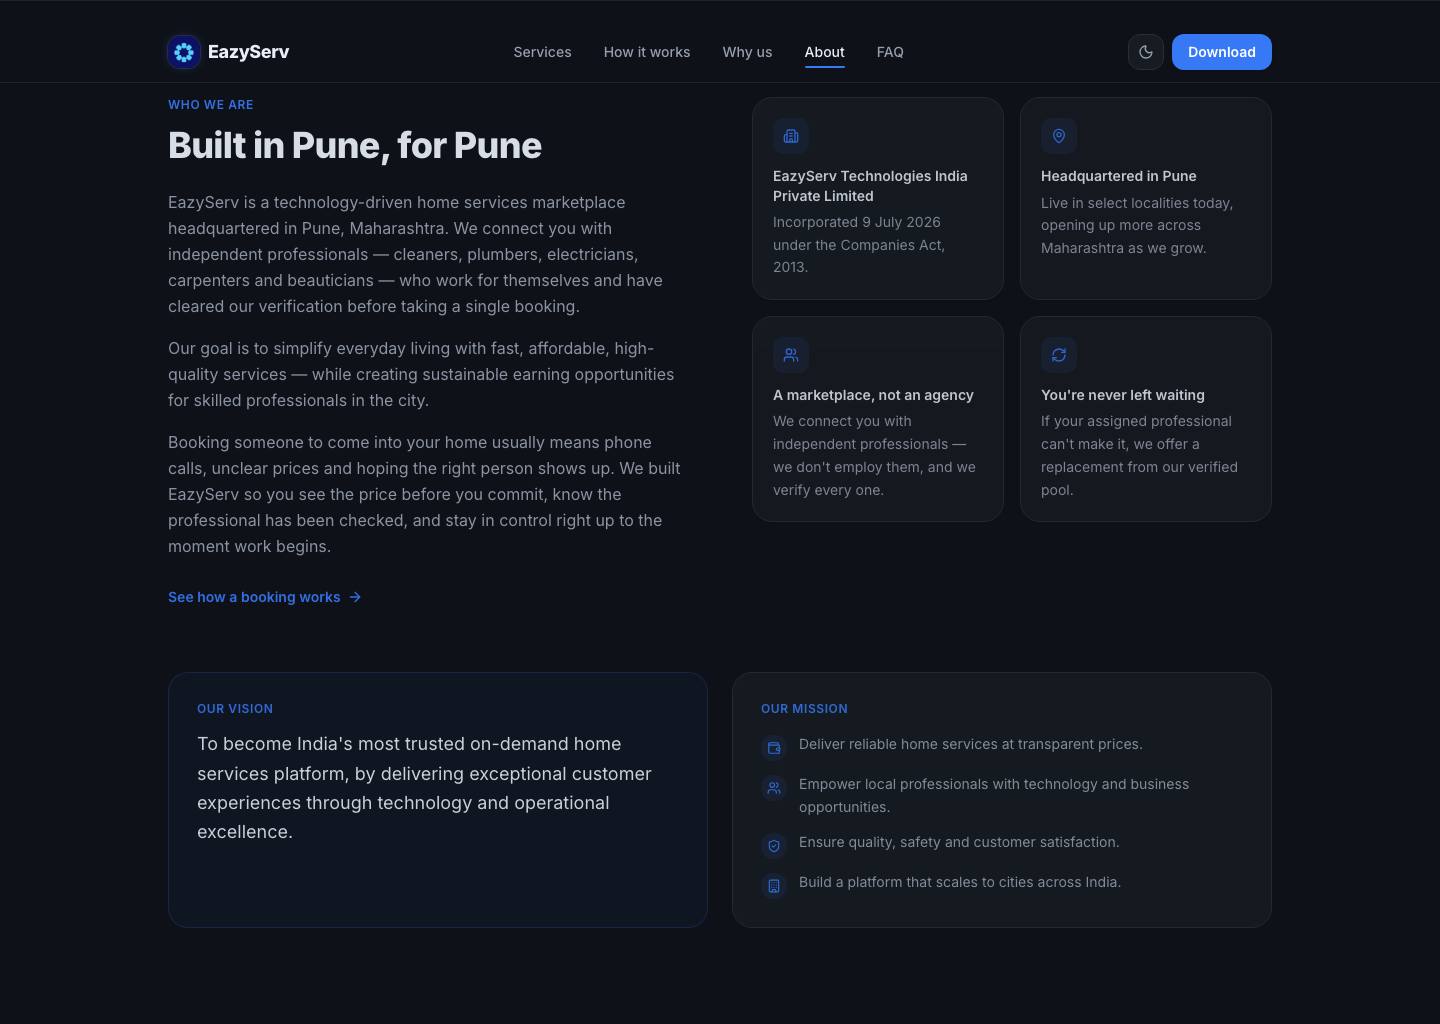 EazyServ
Services
How it works
Why us
About
FAQ
Download
WHO WE ARE
Built in Pune, for Pune
EazyServ is a technology-driven home services marketplace
headquartered in Pune, Maharashtra. We connect you with
independent professionals — cleaners, plumbers, electricians,
carpenters and beauticians — who work for themselves and have
cleared our verification before taking a single booking.
Our goal is to simplify everyday living with fast, affordable, high-
quality services — while creating sustainable earning opportunities
for skilled professionals in the city.
Booking someone to come into your home usually means phone
calls, unclear prices and hoping the right person shows up. We built
EazyServ so you see the price before you commit, know the
professional has been checked, and stay in control right up to the
moment work begins.
See how a booking works
EazyServ Technologies India
Private Limited
Incorporated 9 July 2026
under the Companies Act,
2013.
Headquartered in Pune
Live in select localities today,
opening up more across
Maharashtra as we grow.
A marketplace, not an agency
We connect you with
independent professionals —
we don't employ them, and we
verify every one.
You're never left waiting
If your assigned professional
can't make it, we offer a
replacement from our verified
pool.
OUR VISION
To become India's most trusted on-demand home
services platform, by delivering exceptional customer
experiences through technology and operational
excellence.
OUR MISSION
Deliver reliable home services at transparent prices.
Empower local professionals with technology and business
opportunities.
Ensure quality, safety and customer satisfaction.
Build a platform that scales to cities across India.